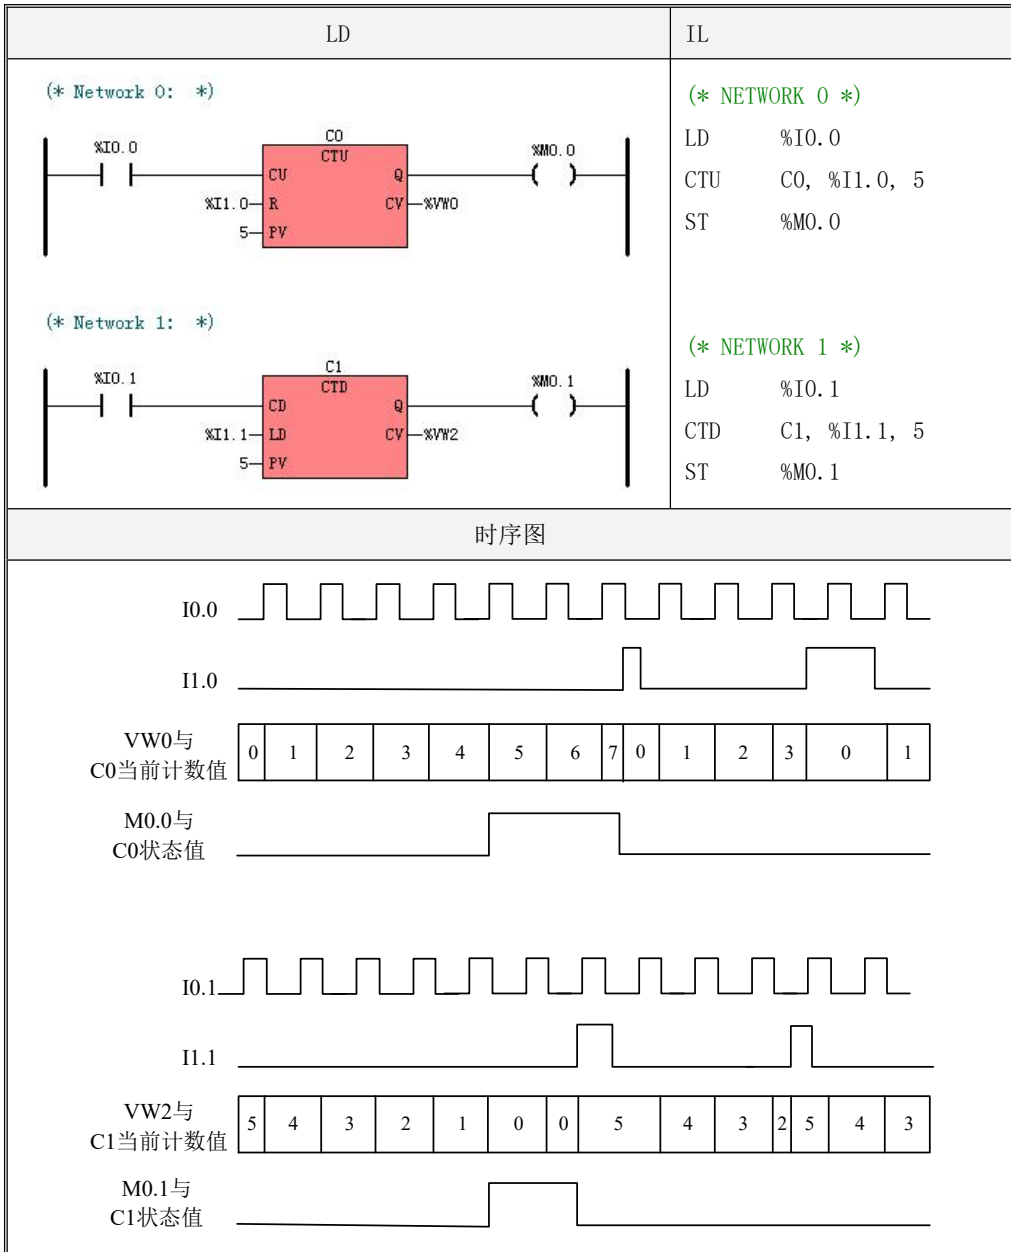 LD
IL
(* Network 0:  *)
%I0.0
C0
CTU
CU
Q
%M0.0
%I1.0
R
CV
%VW0
5
PV
(* NETWORK 0 *)
LD %I0.0
CTU C0, %I1.0, 5
ST %M0.0
(* Network 1:  *)
%I0.1
C1
CTD
CD
Q
%M0.1
%I1.1
LD
CV
%VW2
5
PV
(* NETWORK 1 *)
LD %I0.1
CTD C1, %I1.1, 5
ST %M0.1
时序图
I0.0
I1.0
VW0与
C0当前计数值
0 1 2 3 4 5 6 7 0 1 2 3 0 1
M0.0与
C0状态值
I0.1
I1.1
VW2与
C1当前计数值
5 4 3 2 1 0 0 5 4 3 2 5 4 3
M0.1与
C1状态值